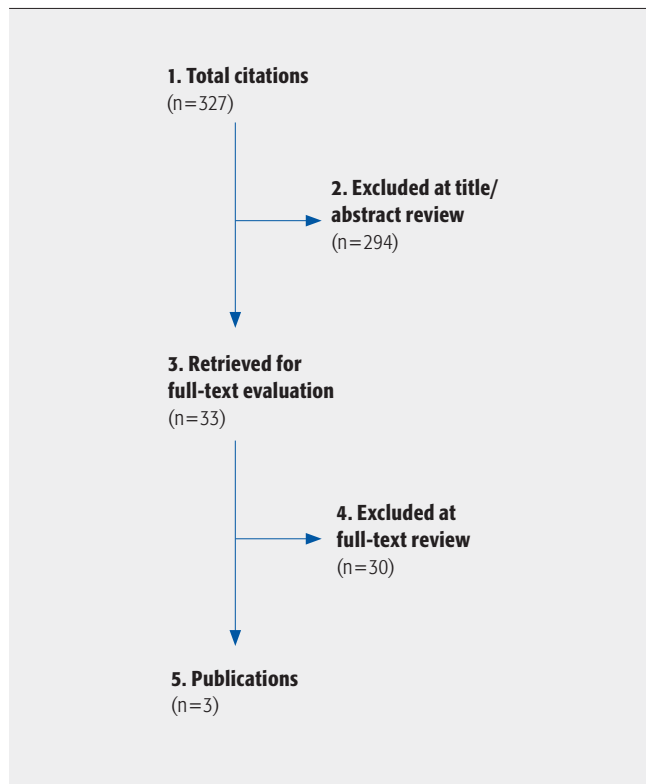 1. Total citations
(n=327)
2. Excluded at title/
abstract review
(n=294)
3. Retrieved for
full-text evaluation
(n=33)
4. Excluded at
full-text review
(n=30)
5. Publications
(n=3)